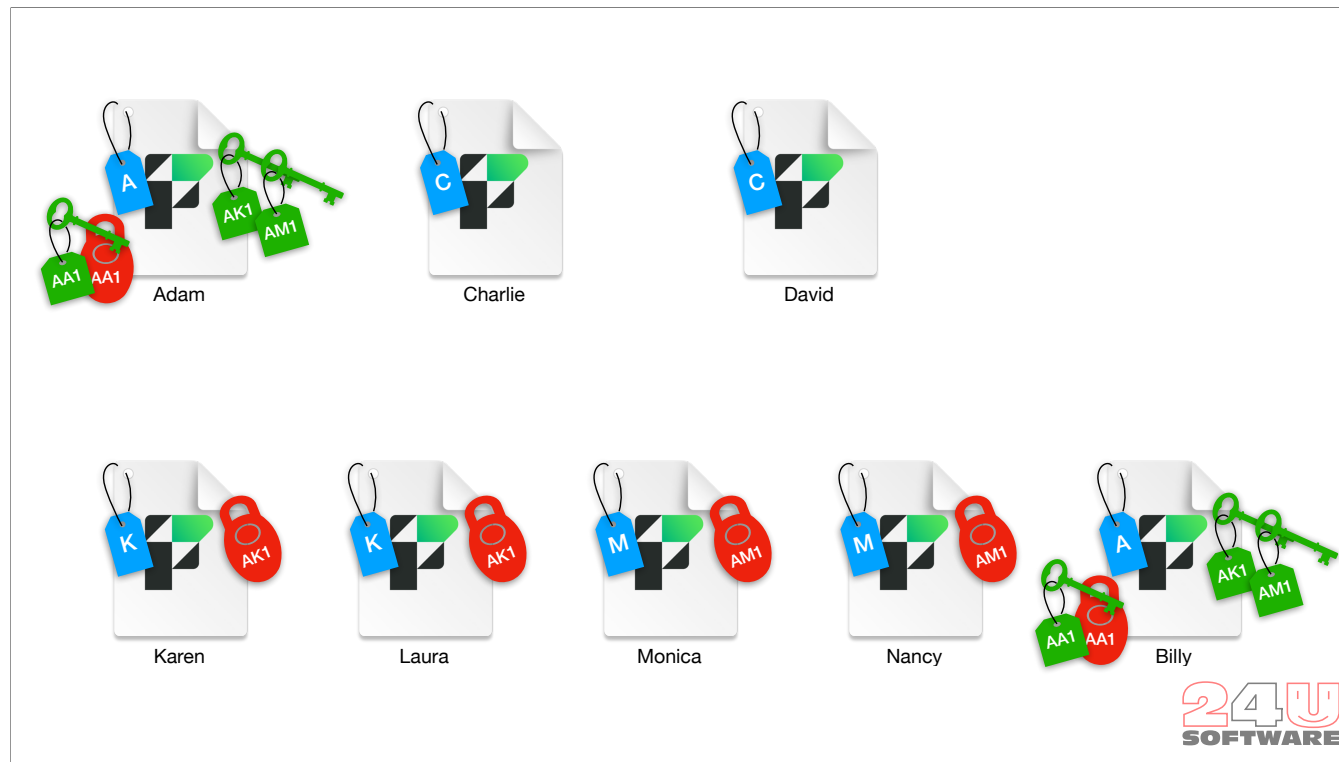 A
AK1
AM1
AA1
AA1
Adam
C
Charlie
C
David
K
AK1
Karen
K
AK1
Laura
M
AM1
Monica
M
AM1
Nancy
A
AK1
AM1
AA1
AA1
Billy
24U
SOFTWARE